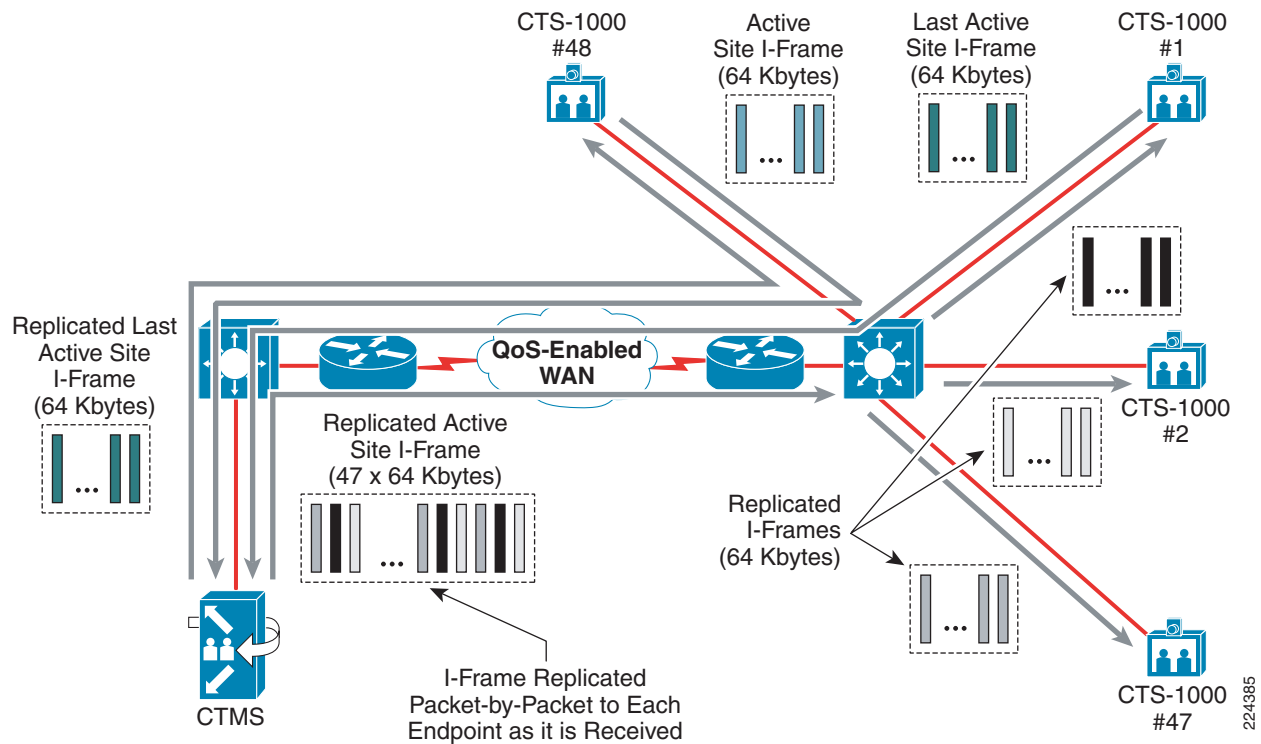 CTS-1000
#48
Active
Site I-Frame
(64 Kbytes)
Last Active
Site I-Frame
(64 Kbytes)
CTS-1000
#1
Replicated Last
Active Site
I-Frame
(64 Kbytes)
QoS-Enabled
WAN
CTS-1000
#2
Replicated Active
Site I-Frame
(47 x 64 Kbytes)
Replicated
I-Frames
(64 Kbytes)
CTMS
I-Frame Replicated
Packet-by-Packet to Each
Endpoint as it is Received
CTS-1000
#47
224385